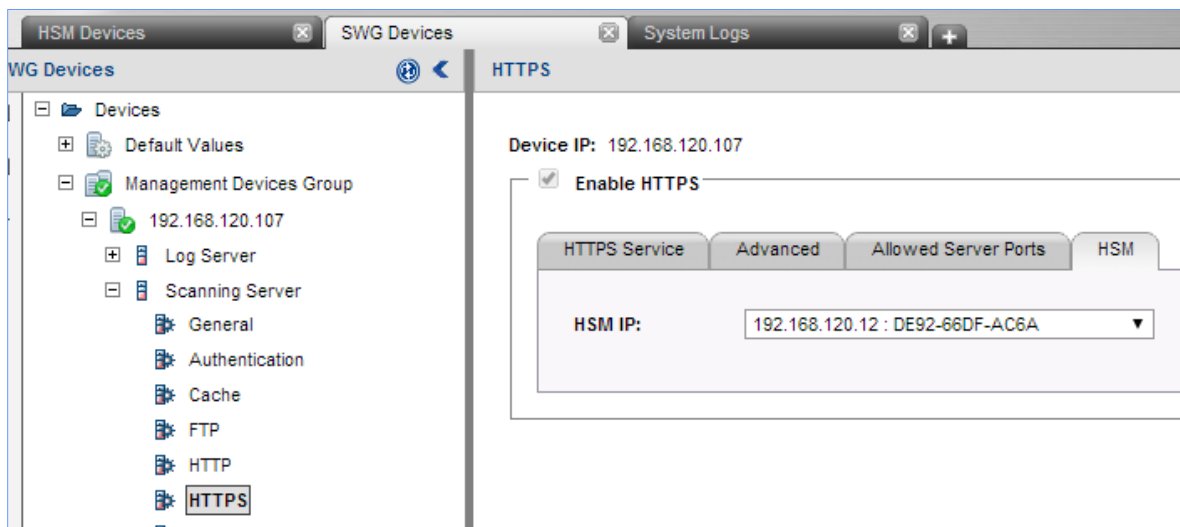 HSM Devices
SWG Devices
System Logs
WG Devices
HTTPS
Devices
Default Values
Management Devices Group
192.168.120.107
Log Server
Scanning Server
General
Authentication
Cache
FTP
HTTP
HTTPS
Device IP: 192.168.120.107
Enable HTTPS
HTTPS Service
Advanced
Allowed Server Ports
HSM
HSM IP:
192.168.120.12 : DE92-66DF-AC6A